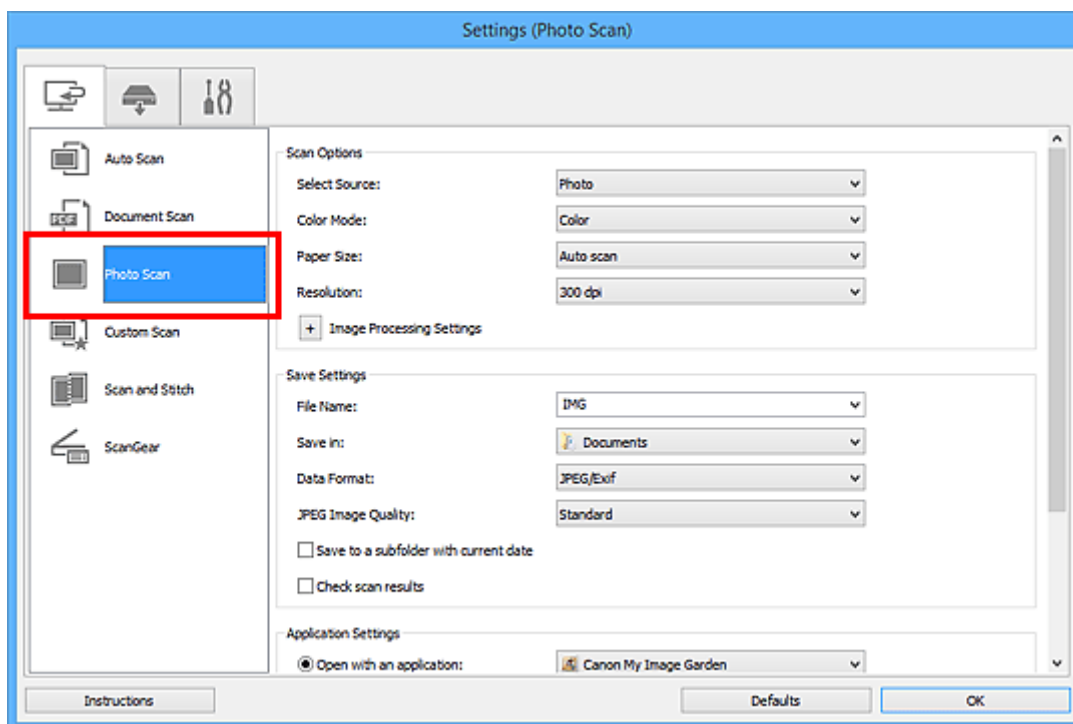 Settings (Photo Scan)
Auto Scan
PDF
Document Scan
Photo Scan
Custom Scan
Scan and Stitch
ScanGear
Scan Options
Select Source: Photo
Color Mode: Color
Paper Size: Auto scan
Resolution: 300 dpi
+ Image Processing Settings
Save Settings
File Name: IMG
Save in: Documents
Data Format: JPEG/Exif
JPEG Image Quality: Standard
Save to a subfolder with current date
Check scan results
Application Settings
Open with an application: Canon My Image Garden
Instructions Defaults OK